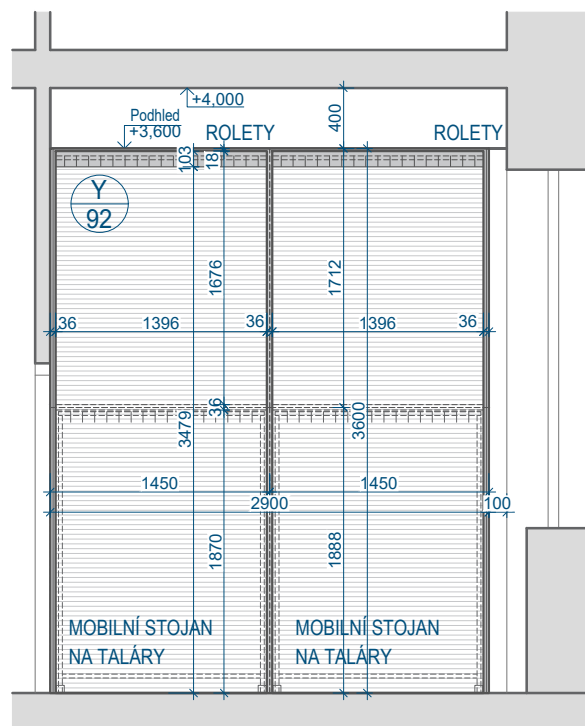 +4,000
Podhled
+3,600
ROLETY
ROLETY
400
103
18
Y
92
1676
1712
36
1396
36
1396
36
36
3479
3600
1450
1450
2900
100
1870
1888
MOBILNÍ STOJAN
NA TALÁRY
MOBILNÍ STOJAN
NA TALÁRY